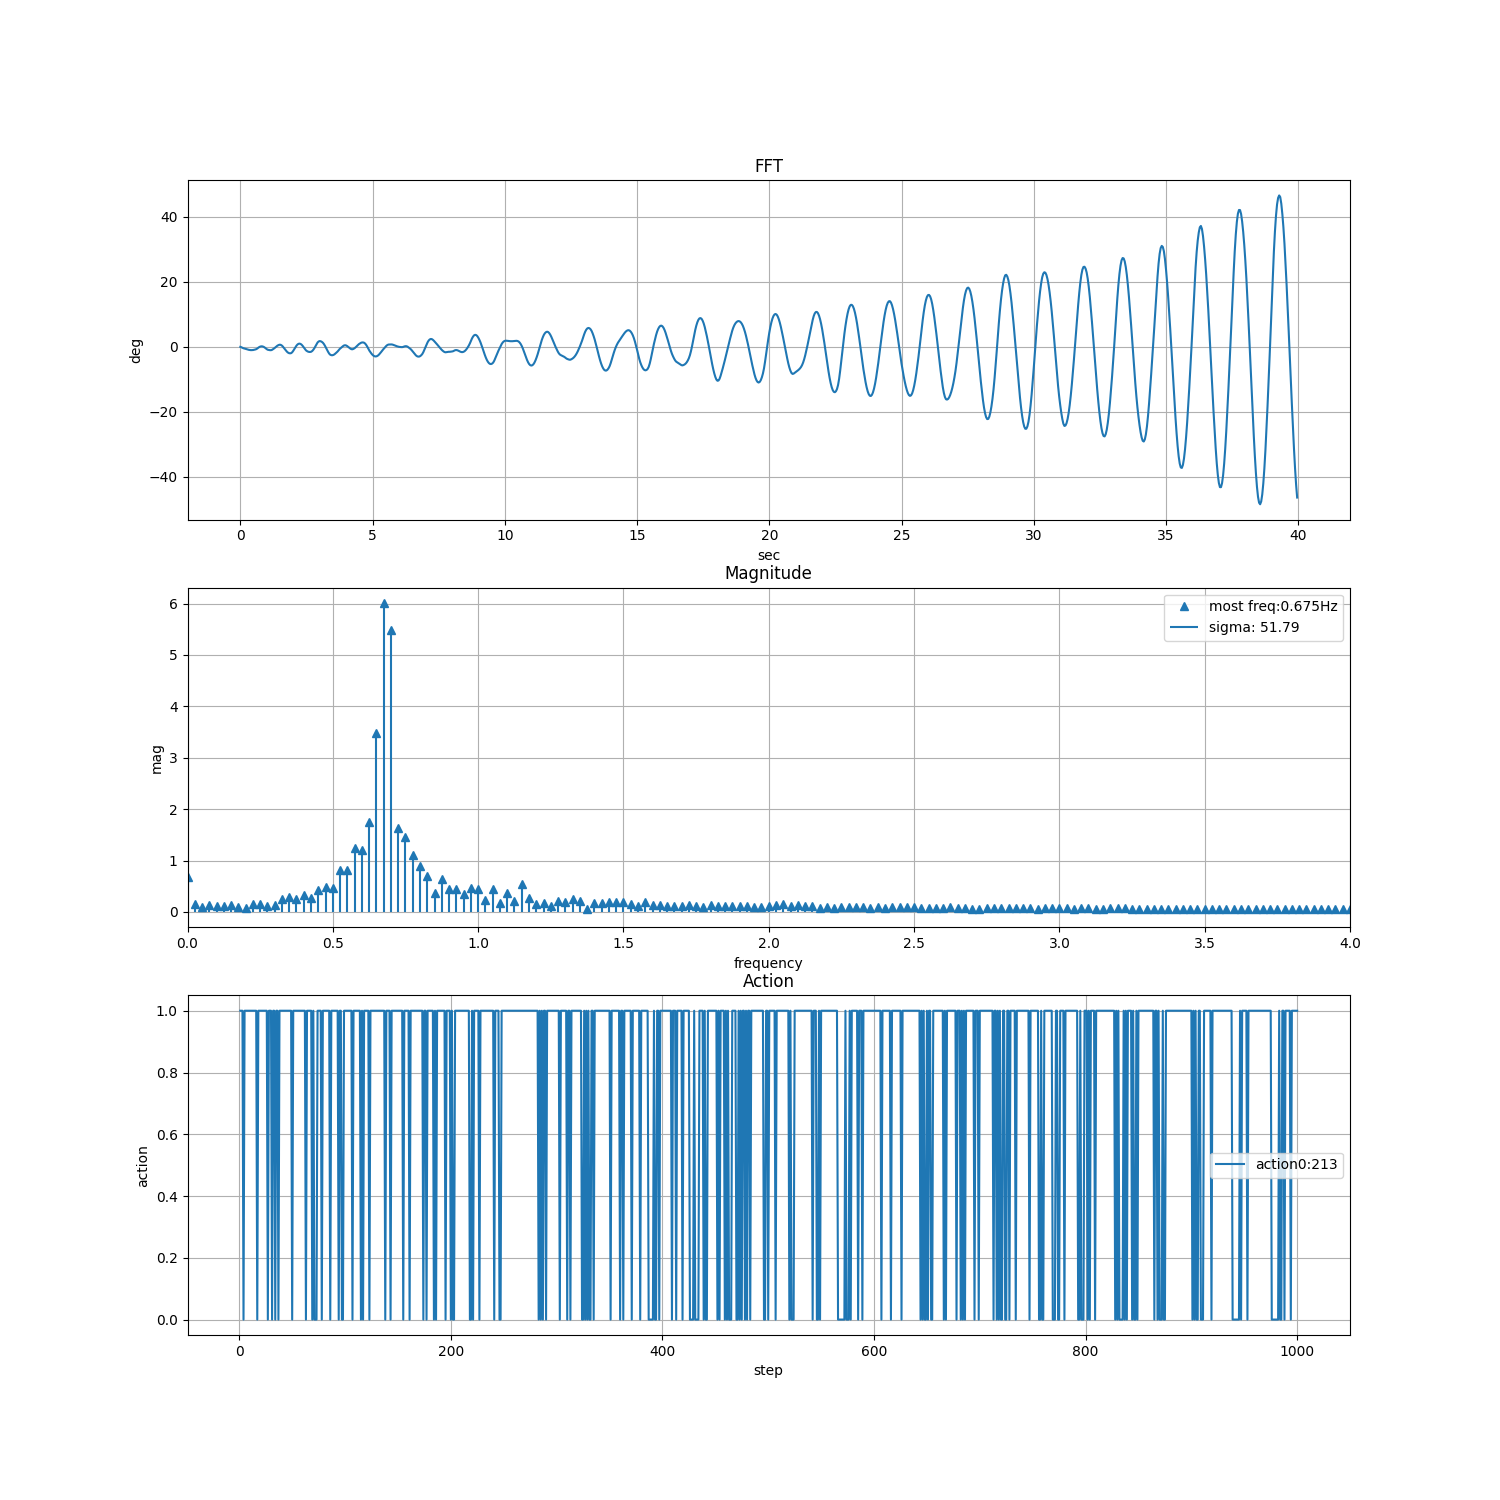 FFT
deg
40
20
0
−20
−40
0 5 10 15 20 25 30 35 40
sec
Magnitude
mag
6
5
4
3
2
1
0
most freq:0.675Hz
sigma: 51.79
0.0 0.5 1.0 1.5 2.0 2.5 3.0 3.5 4.0
frequency
Action
action
1.0
0.8
0.6
0.4
0.2
0.0
action0:213
0 200 400 600 800 1000
step